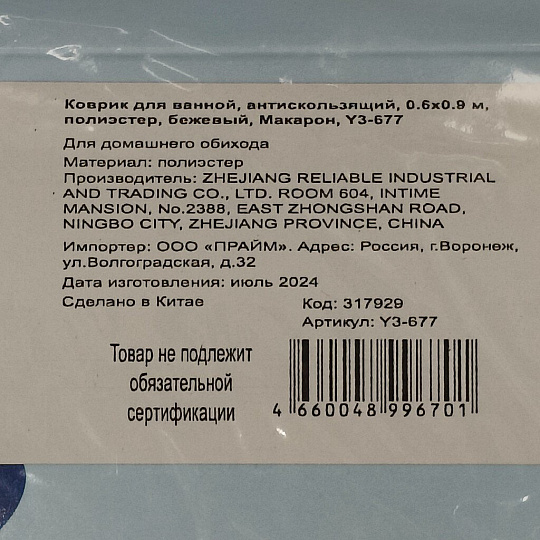 Коврик для ванной, антискользящий, 0.6х0.9 м,
полиэстер, бежевый, Макарон, Y3-677
Для домашнего обихода
Материал: полиэстер
Производитель: ZHEJIANG RELIABLE INDUSTRIAL
AND TRADING CO., LTD. ROOM 604, INTIME
MANSION, No.2388, EAST ZHONGSHAN ROAD,
NINGBO CITY, ZHEJIANG PROVINCE, CHINA
Импортер: ООО «ПРАЙМ». Адрес: Россия, г.Воронеж,
ул.Волгоградская, д.32
Дата изготовления: июль 2024
Сделано в Китае
Код: 317929
Артикул: Y3-677
Товар не подлежит
обязательной
сертификации
4 660048 996701